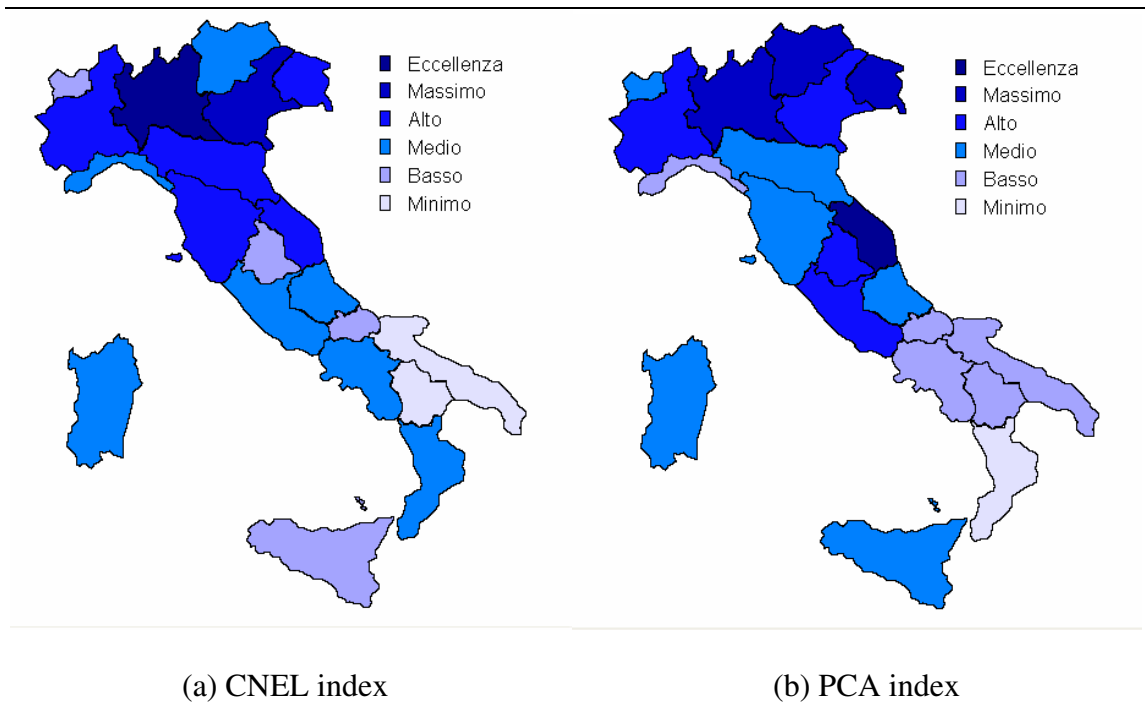 Eccellenza
Massimo
Alto
Medio
Basso
Minimo
Eccellenza
Massimo
Alto
Medio
Basso
Minimo
(a) CNEL index
(b) PCA index